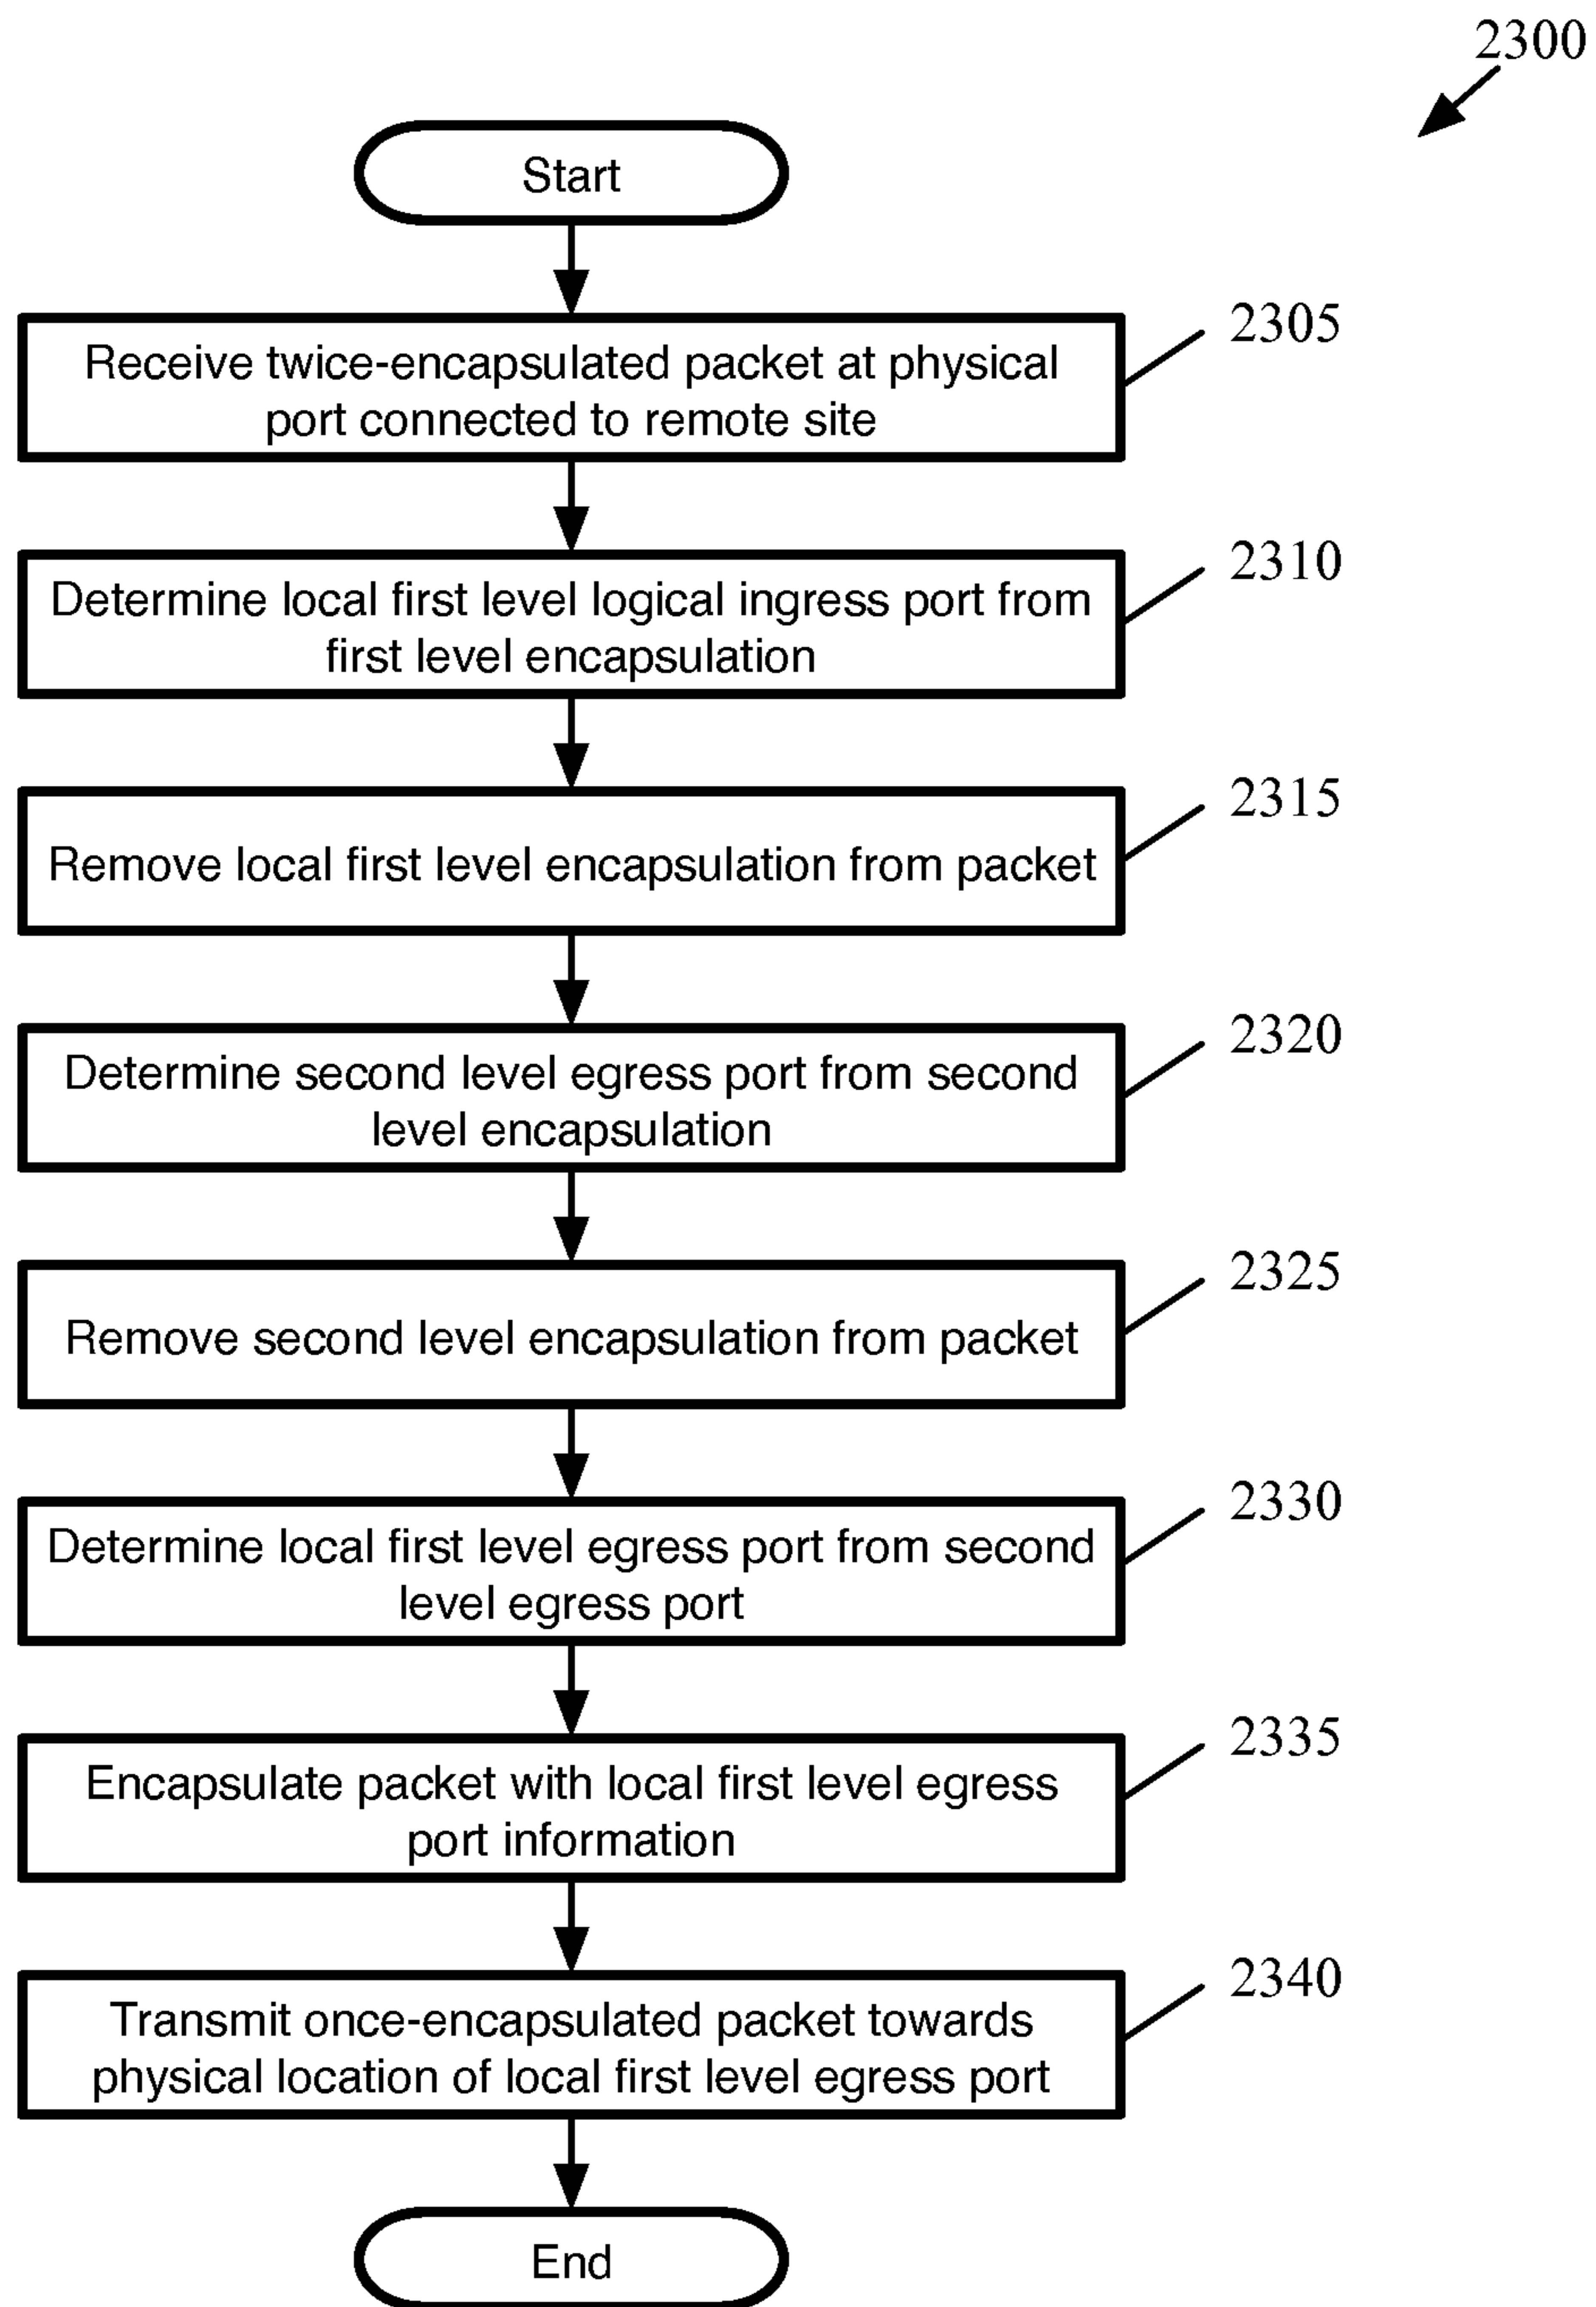 2300
Start
Receive twice-encapsulated packet at physical
port connected to remote site
2305
Determine local first level logical ingress port from
first level encapsulation
2310
Remove local first level encapsulation from packet
2315
Determine second level egress port from second
level encapsulation
2320
Remove second level encapsulation from packet
2325
Determine local first level egress port from second
level egress port
2330
Encapsulate packet with local first level egress
port information
2335
Transmit once-encapsulated packet towards
physical location of local first level egress port
2340
End